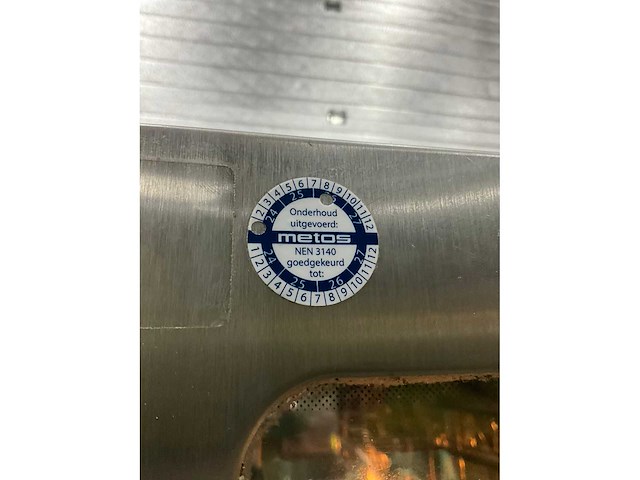 2 3 4 5 6 7 8 9 10 11 12
24 25 27
Onderhoud
uitgevoerd:
metos
NEN 3140
goedgekeurd
tot:
24 25 26 27
1 2 3 4 5 6 7 8 9 10 11 12